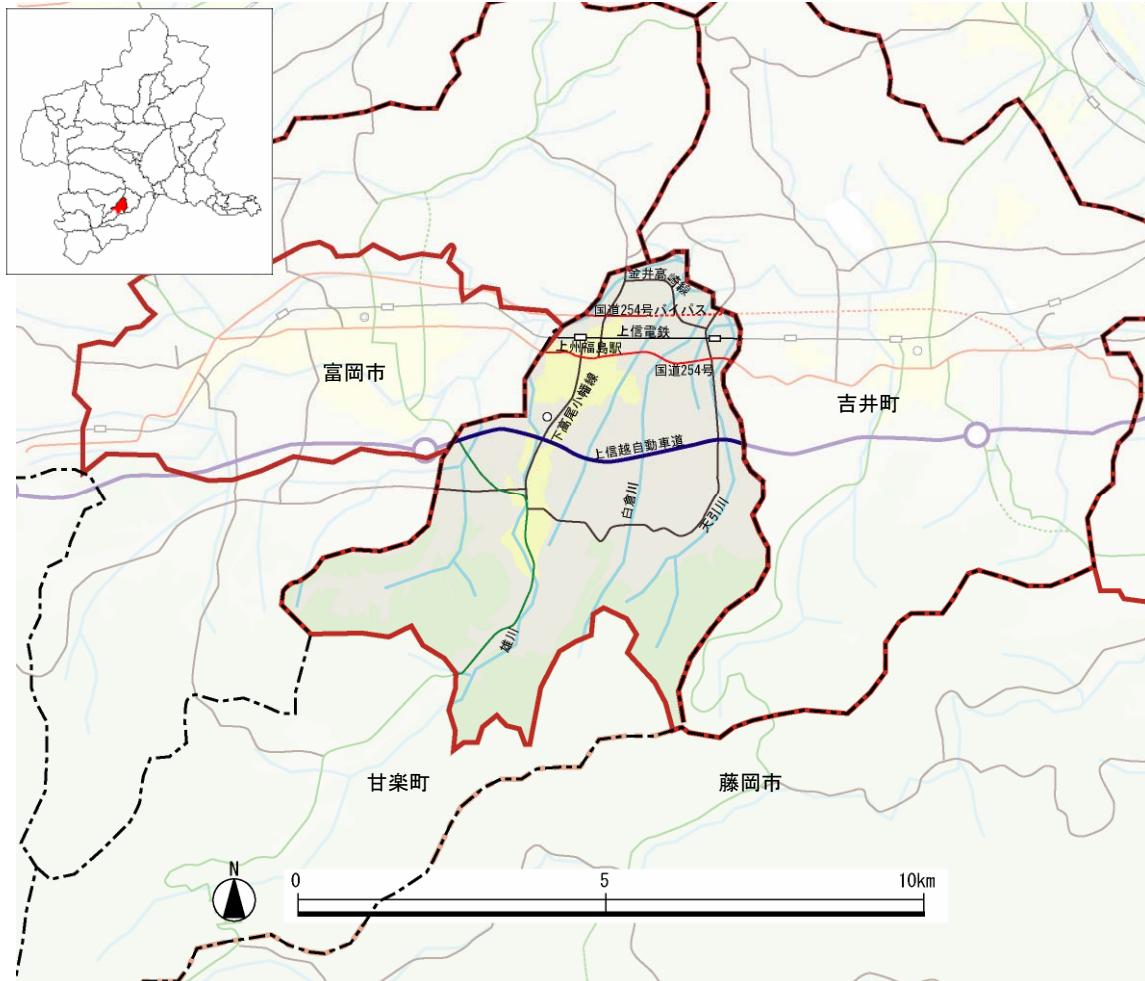 金井高崎線
国道254号バイパス
上信電鉄
上州福島駅
国道254号
富岡市
下高尾小幡線
吉井町
上信越自動車道
白倉川
天引川
雄川
甘楽町
藤岡市
N
0
5
10km